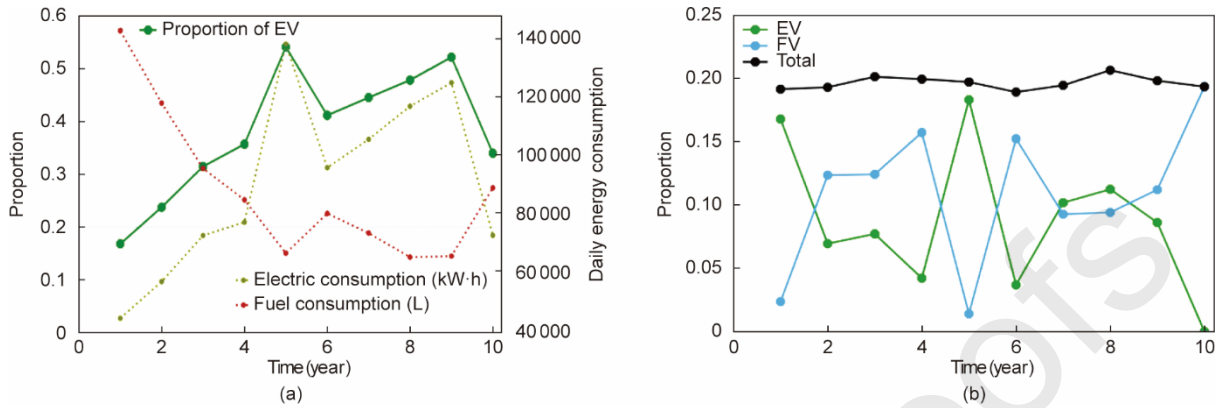 0.6
0.5
0.4
0.3
0.2
0.1
0
Proportion
Proportion of EV
Electric consumption (kW·h)
Fuel consumption (L)
140 000
120 000
100 000
80 000
60 000
40 000
Daily energy consumption
0 2 4 6 8 10
Time (year)
(a)
EV
FV
Total
0.25
0.20
0.15
0.10
0.05
0
Proportion
0 2 4 6 8 10
Time (year)
(b)
oofs